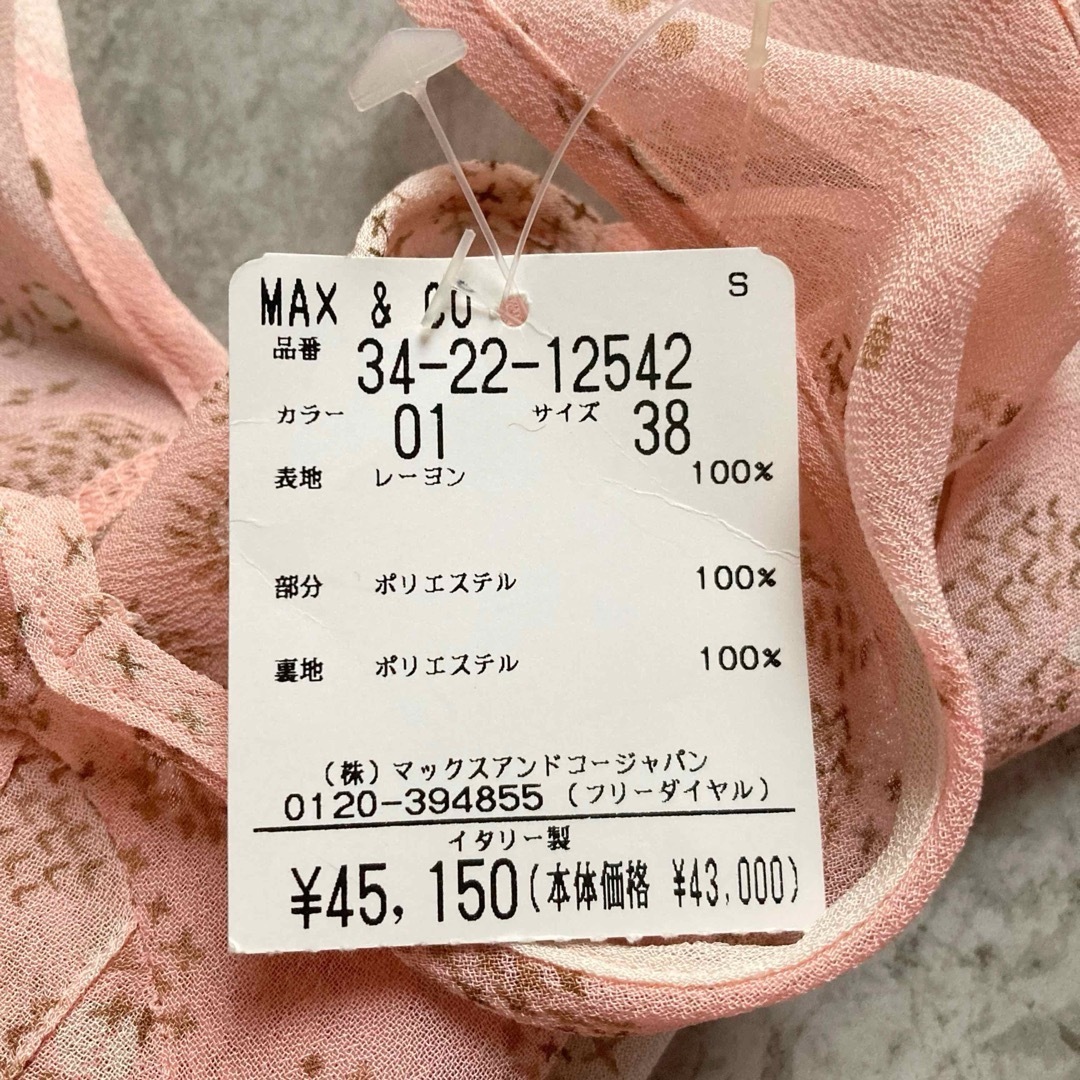 MAX & CO
S
品番 34-22-12542
カラー 01 サイズ 38
表地 レーヨン 100%
部分 ポリエステル 100%
裏地 ポリエステル 100%
(株)マックスアンドコージャパン
0120-394855 (フリーダイヤル)
イタリー製
¥45,150(本体価格 ¥43,000)